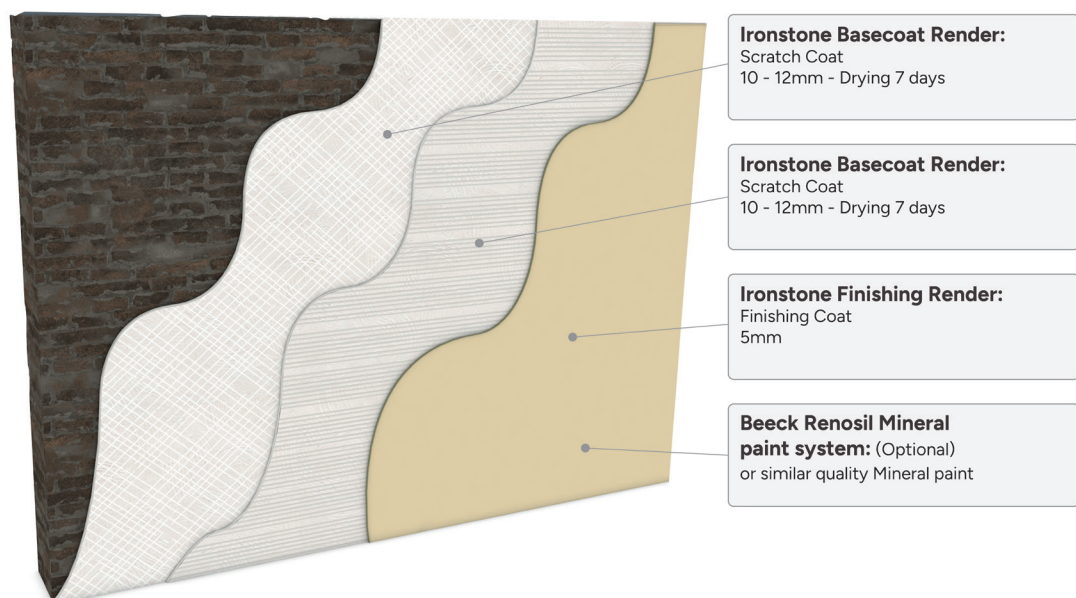 Ironstone Basecoat Render:
Scratch Coat
10 - 12mm - Drying 7 days
Ironstone Basecoat Render:
Scratch Coat
10 - 12mm - Drying 7 days
Ironstone Finishing Render:
Finishing Coat
5mm
Beeck Renosil Mineral
paint system: (Optional)
or similar quality Mineral paint